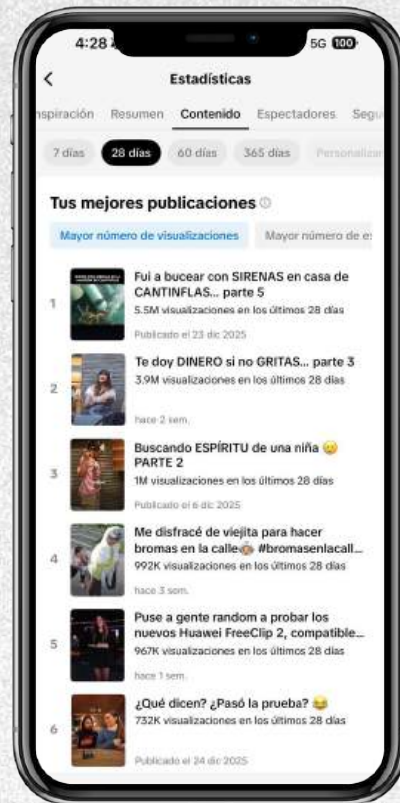 4:28
5G 100
Estadísticas
nspiración Resumen Contenido Espectadores Segu
7 días 28 días 60 días 365 días Personalizar
Tus mejores publicaciones
Mayor número de visualizaciones Mayor número de e
1
Fui a bucear con SIRENAS en casa de
CANTINFLAS... parte 5
5.5M visualizaciones en los últimos 28 días
Publicado el 23 dic 2025
2
Te doy DINERO si no GRITAS... parte 3
3.9M visualizaciones en los últimos 28 días
hace 2 sem.
3
Buscando ESPÍRITU de una niña 🥲
PARTE 2
1M visualizaciones en los últimos 28 días
Publicado el 6 dic 2025
4
Me disfracé de viejita para hacer
bromas en la calle👵 #bromasenlacall...
992K visualizaciones en los últimos 28 días
hace 3 sem.
5
Puse a gente random a probar los
nuevos Huawei FreeClip 2, compatible...
967K visualizaciones en los últimos 28 días
hace 1 sem.
6
¿Qué dicen? ¿Pasó la prueba? 😂
732K visualizaciones en los últimos 28 días
Publicado el 24 dic 2025